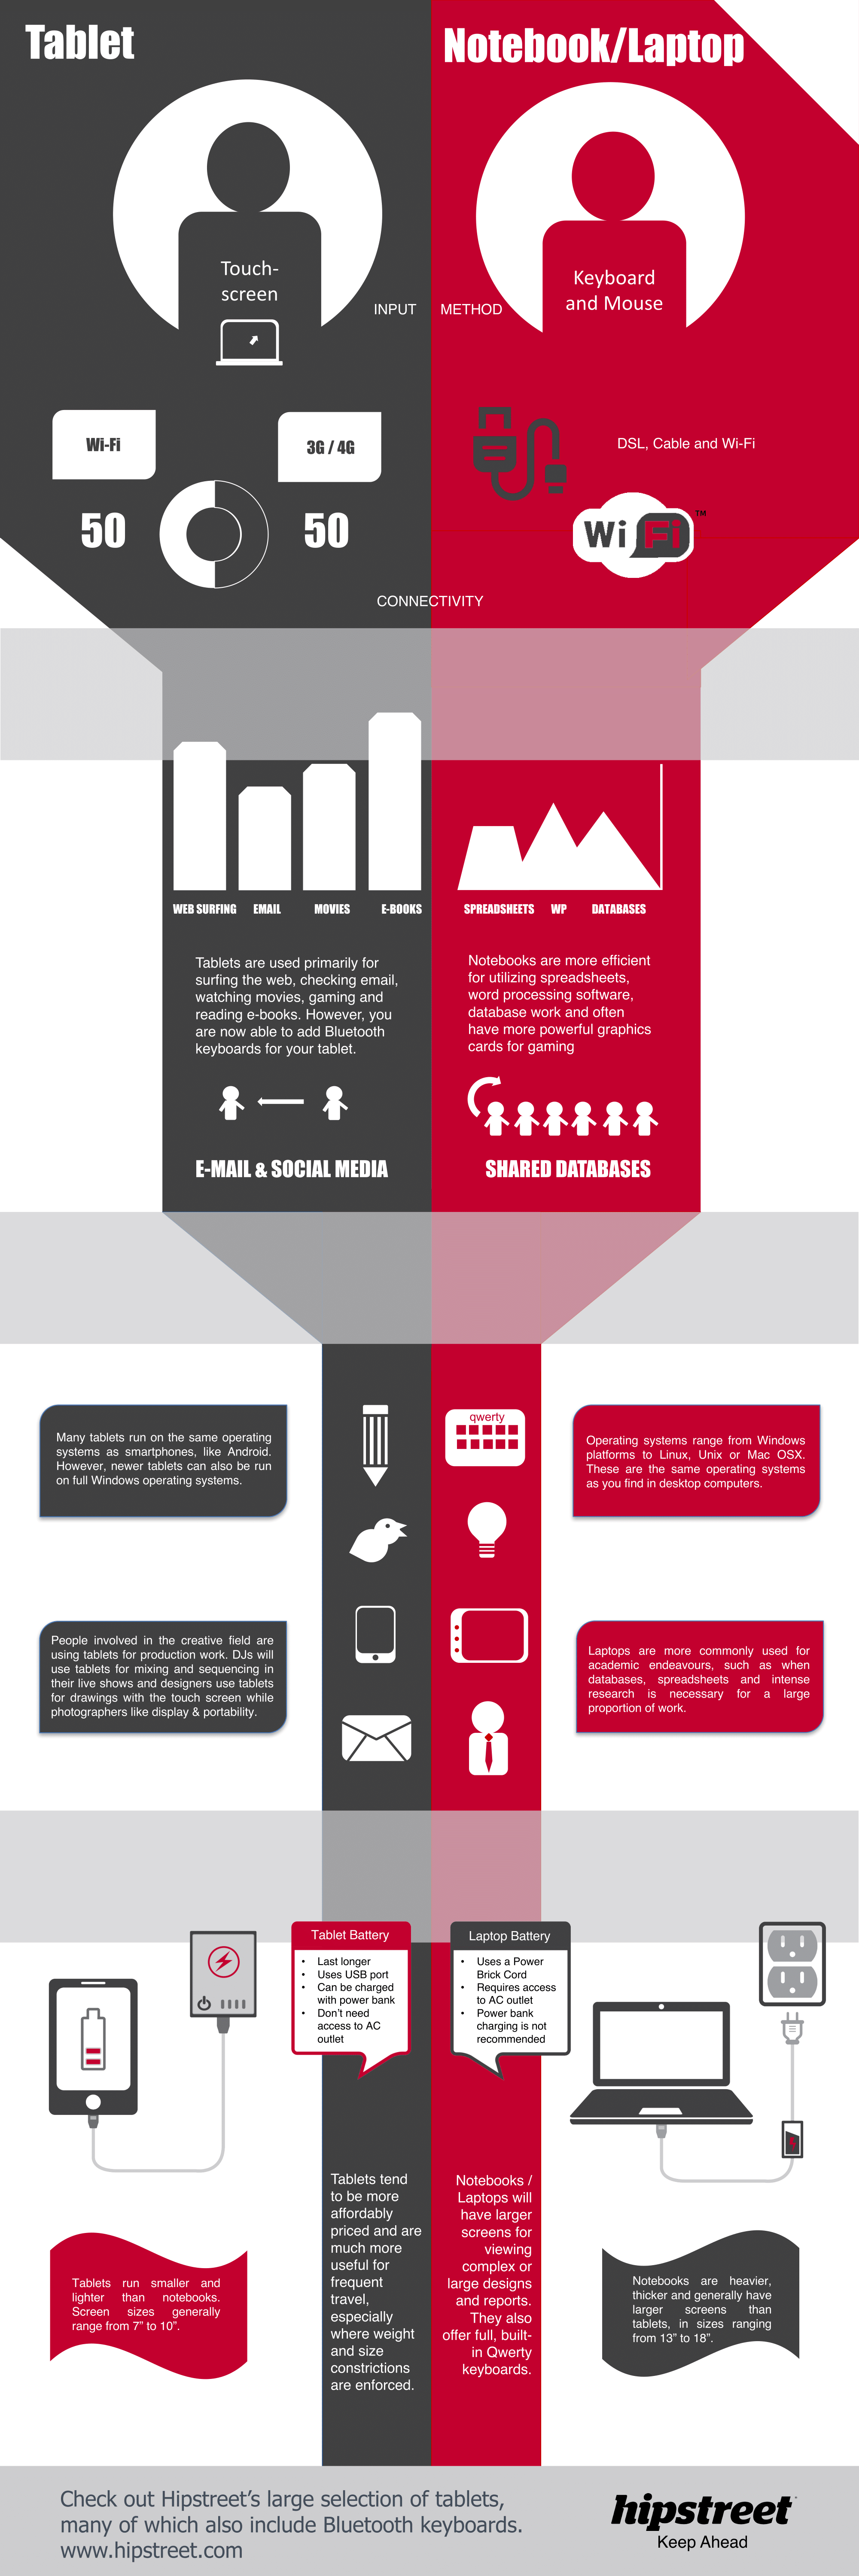 Tablet
Notebook/Laptop
Touch-
screen
Keyboard
and Mouse
INPUT METHOD
Wi-Fi
3G / 4G
50
50
DSL, Cable and Wi-Fi
Wi Fi ™
CONNECTIVITY
WEB SURFING EMAIL MOVIES E-BOOKS
SPREADSHEETS WP DATABASES
Tablets are used primarily for
surfing the web, checking email,
watching movies, gaming and
reading e-books. However, you
are now able to add Bluetooth
keyboards for your tablet.
Notebooks are more efficient
for utilizing spreadsheets,
word processing software,
database work and often
have more powerful graphics
cards for gaming
E-MAIL & SOCIAL MEDIA
SHARED DATABASES
Many tablets run on the same operating
systems as smartphones, like Android.
However, newer tablets can also be run
on full Windows operating systems.
qwerty
Operating systems range from Windows
platforms to Linux, Unix or Mac OSX.
These are the same operating systems
as you find in desktop computers.
People involved in the creative field are
using tablets for production work. DJs will
use tablets for mixing and sequencing in
their live shows and designers use tablets
for drawings with the touch screen while
photographers like display & portability.
Laptops are more commonly used for
academic endeavours, such as when
databases, spreadsheets and intense
research is necessary for a large
proportion of work.
Tablet Battery
• Last longer
• Uses USB port
• Can be charged
with power bank
• Don't need
access to AC
outlet
Laptop Battery
• Uses a Power
Brick Cord
• Requires access
to AC outlet
• Power bank
charging is not
recommended
Tablets tend
to be more
affordably
priced and are
much more
useful for
frequent
travel,
especially
where weight
and size
constrictions
are enforced.
Notebooks /
Laptops will
have larger
screens for
viewing
complex or
large designs
and reports.
They also
offer full, built-
in Qwerty
keyboards.
Tablets run smaller and
lighter than notebooks.
Screen sizes generally
range from 7" to 10".
Notebooks are heavier,
thicker and generally have
larger screens than
tablets, in sizes ranging
from 13" to 18".
Check out Hipstreet's large selection of tablets,
many of which also include Bluetooth keyboards.
www.hipstreet.com
hipstreet
Keep Ahead